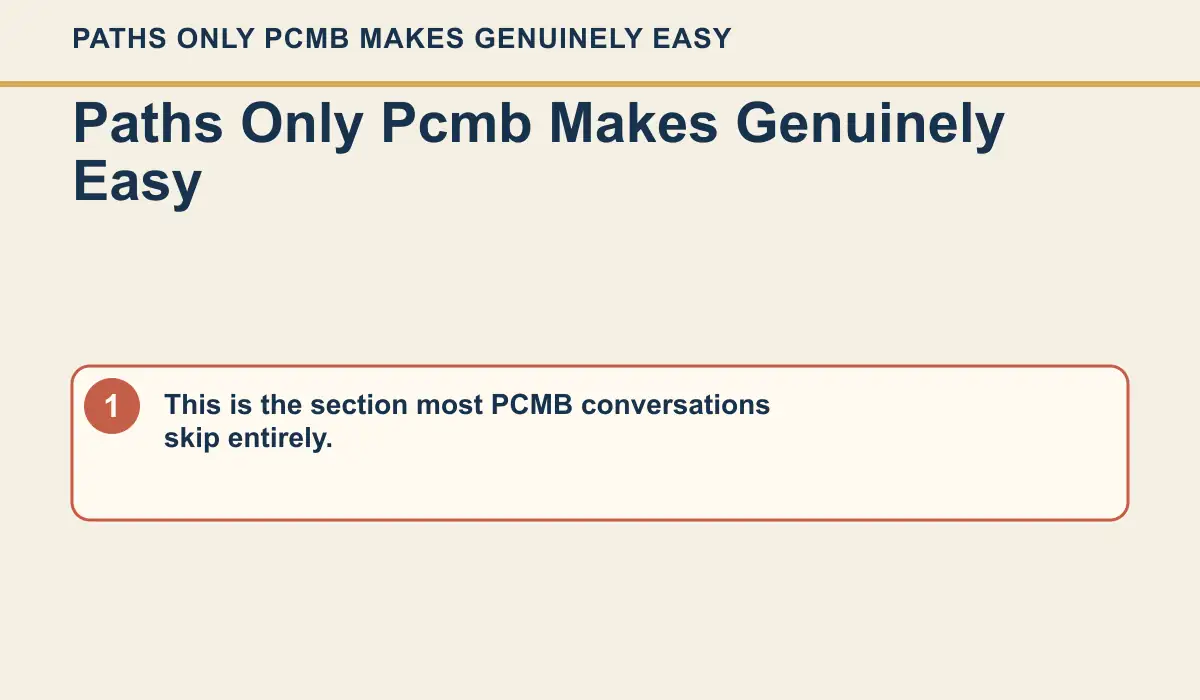 PATHS ONLY PCMB MAKES GENUINELY EASY
Paths Only Pcmb Makes Genuinely
Easy
1
This is the section most PCMB conversations
skip entirely.